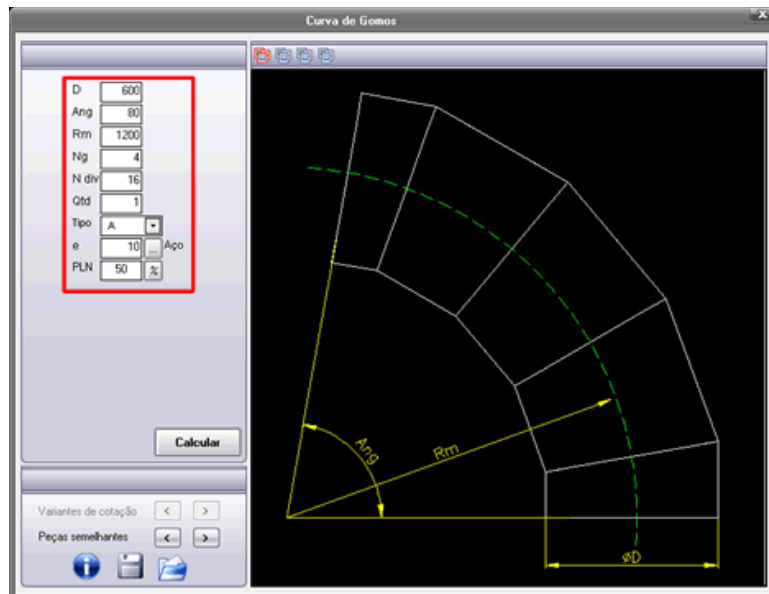 Curva de Gomos
D 600
Ang 80
Rm 1200
Ng 4
N div 16
Qtd 1
Tipo A
e 10 ... Aço
PLN 50 %
Calcular
Variantes de cotação < >
Peças semelhantes < >
Ang
Rm
øD